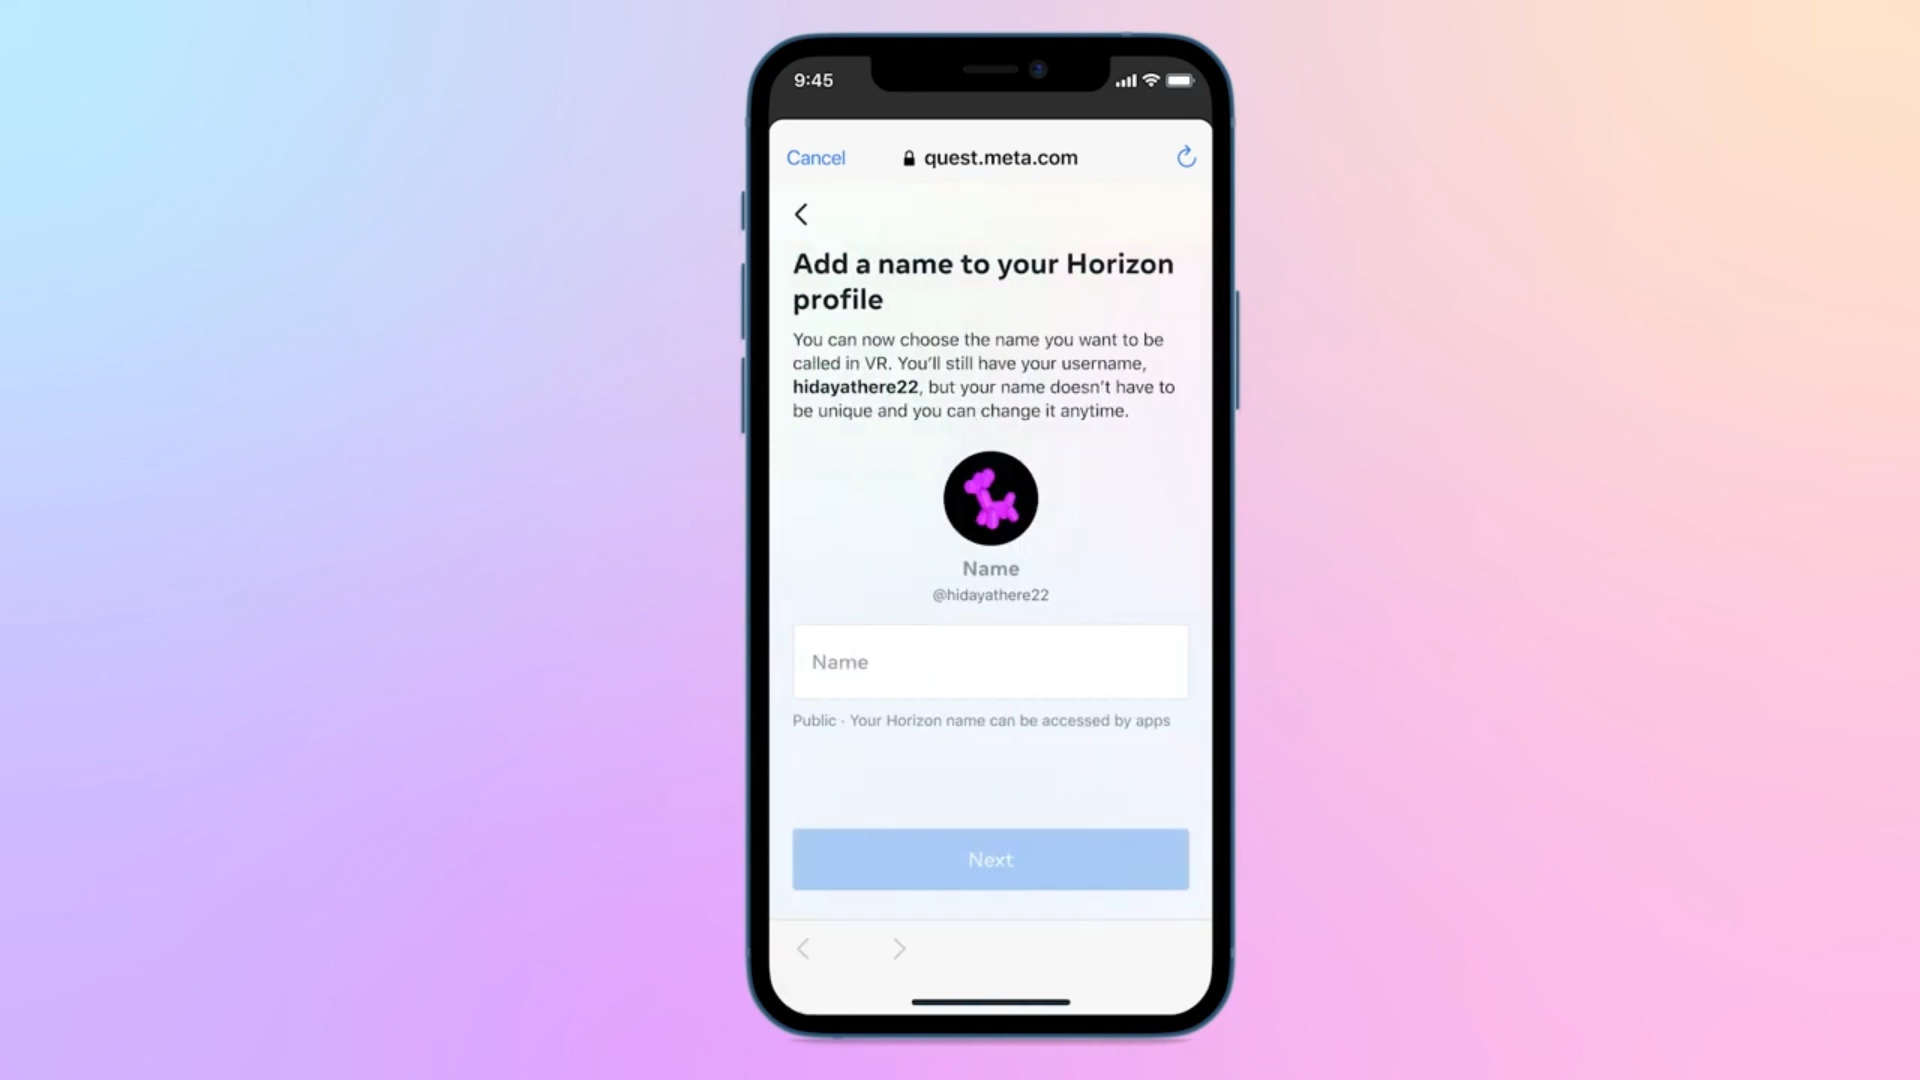 9:45
Cancel
quest.meta.com
Add a name to your Horizon
profile
You can now choose the name you want to be
called in VR. You'll still have your username,
hidayathere22, but your name doesn't have to
be unique and you can change it anytime.
Name
@hidayathere22
Name
Public · Your Horizon name can be accessed by apps
Next